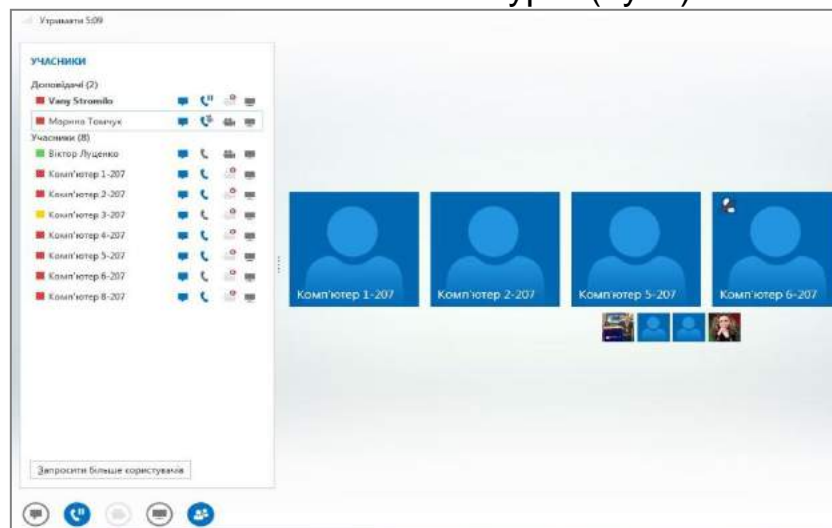 Утримати 5:09
УЧАСНИКИ
Доповідачі (2)
Vany Stromilo
Марина Томчук
Учасники (8)
Віктор Луценко
Комп'ютер 1-207
Комп'ютер 2-207
Комп'ютер 3-207
Комп'ютер 4-207
Комп'ютер 5-207
Комп'ютер 6-207
Комп'ютер 8-207
Комп'ютер 1-207
Комп'ютер 2-207
Комп'ютер 5-207
Комп'ютер 6-207
Запросити більше користувачів